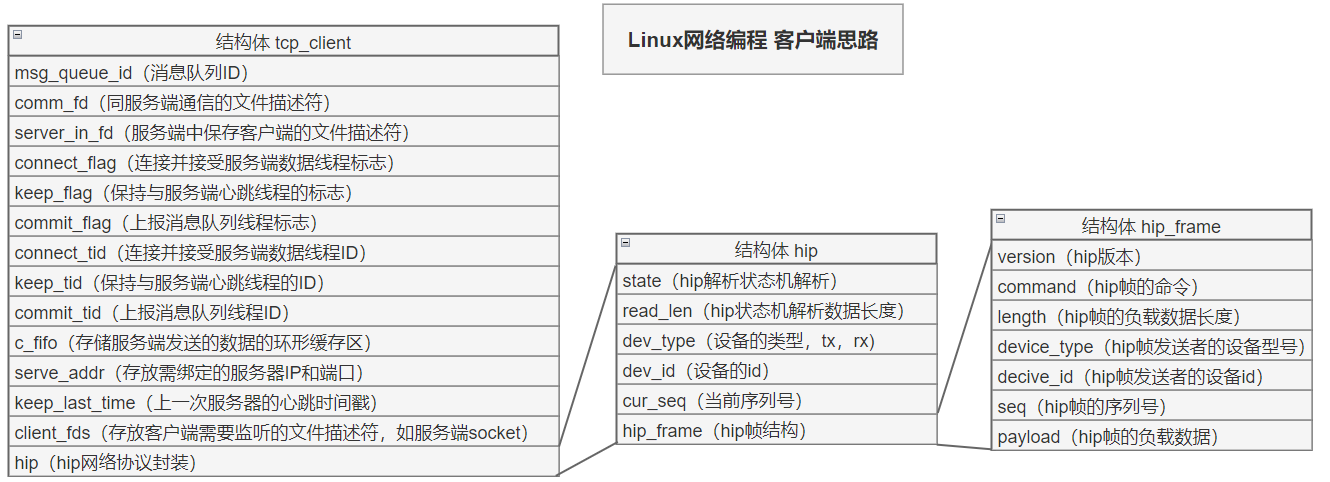 Linux网络编程 客户端思路
结构体 tcp_client
msg_queue_id（消息队列ID）
comm_fd（同服务端通信的文件描述符）
server_in_fd（服务端中保存客户端的文件描述符）
connect_flag（连接并接受服务端数据线程标志）
keep_flag（保持与服务端心跳线程的标志）
commit_flag（上报消息队列线程标志）
connect_tid（连接并接受服务端数据线程ID）
keep_tid（保持与服务端心跳线程的ID）
commit_tid（上报消息队列线程ID）
c_fifo（存储服务端发送的数据的环形缓存区）
serve_addr（存放需绑定的服务器IP和端口）
keep_last_time（上一次服务器的心跳时间戳）
client_fds（存放客户端需要监听的文件描述符，如服务端socket）
hip（hip网络协议封装）
结构体 hip
state（hip解析状态机解析）
read_len（hip状态机解析数据长度）
dev_type（设备的类型，tx，rx)
dev_id（设备的id）
cur_seq（当前序列号）
hip_frame（hip帧结构）
结构体 hip_frame
version（hip版本）
command（hip帧的命令）
length（hip帧的负载数据长度）
device_type（hip帧发送者的设备型号）
decive_id（hip帧发送者的设备id）
seq（hip帧的序列号）
payload（hip帧的负载数据）